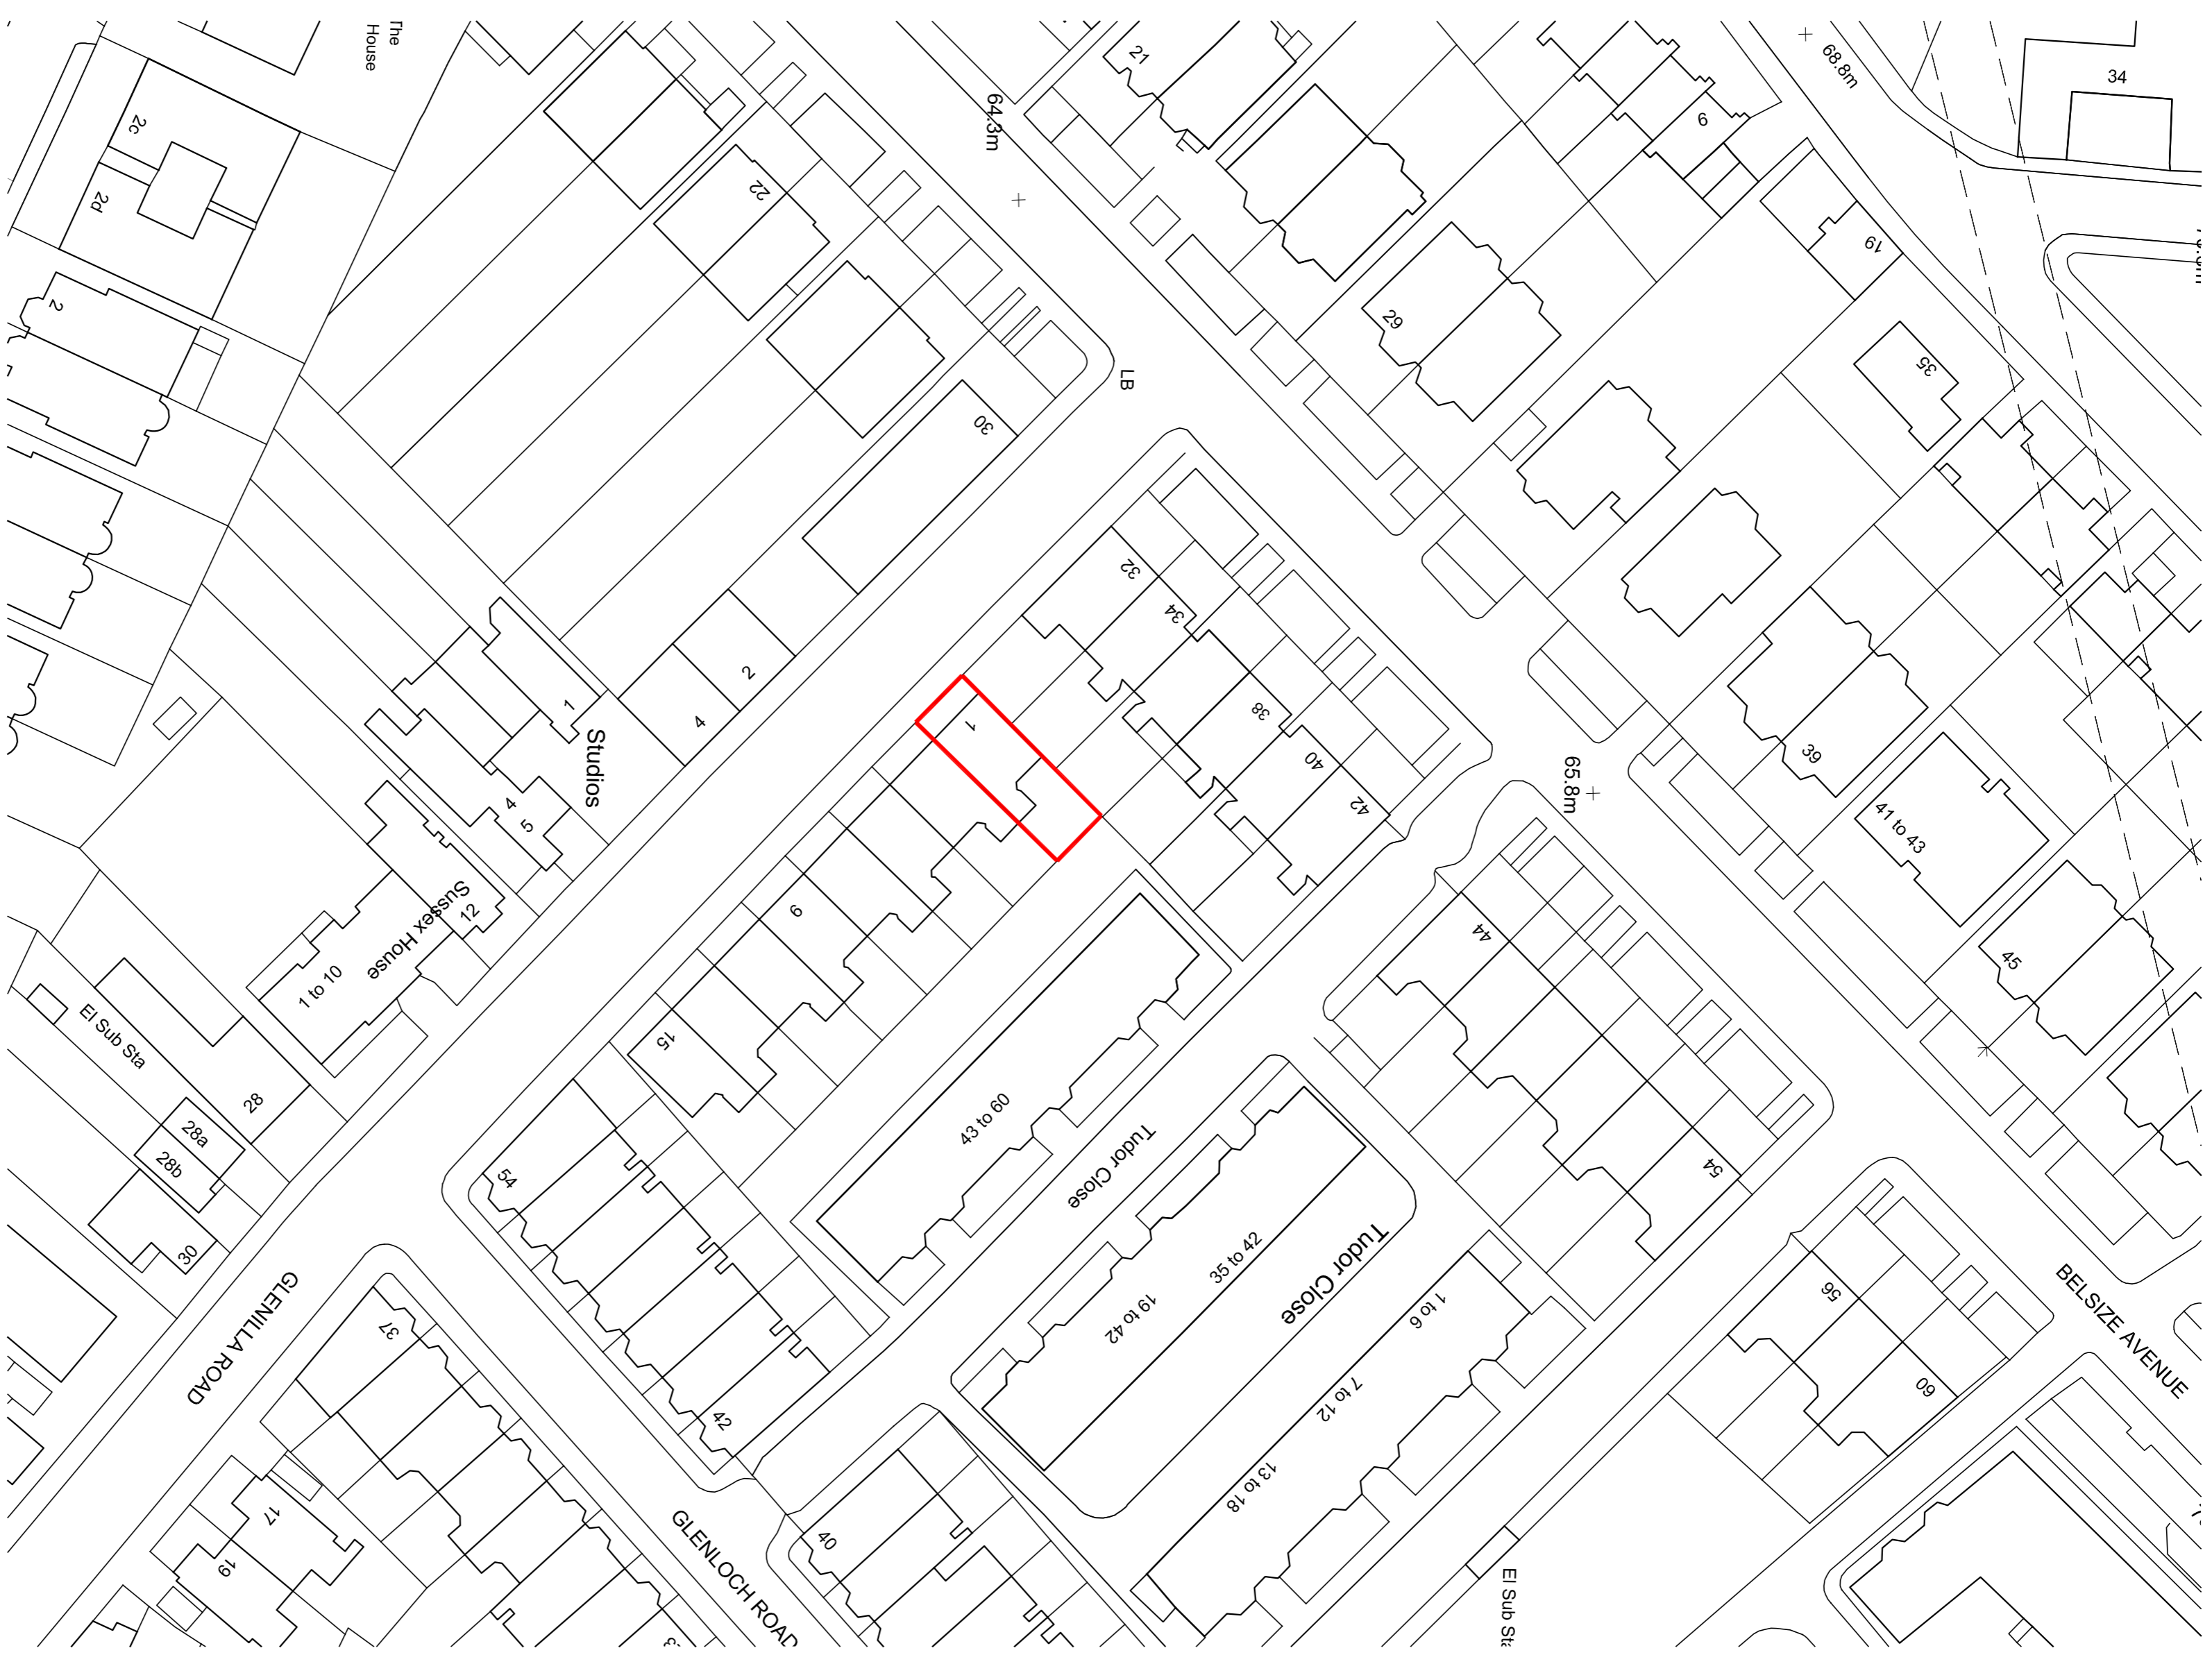 The
House
2c
2d
2
21
64.3m
22
68.8m
34
6
19
29
35
LB
30
32
34
38
40
42
2
4
1
Studios
1
4
5
Sussex House
12
1 to 10
6
15
65.8m
39
41 to 43
45
44
54
El Sub Sta
28
28a
28b
30
54
43 to 60
Tudor Close
Tudor Close
35 to 42
19 to 42
1 to 6
7 to 12
13 to 18
56
60
BELSIZE AVENUE
GLENILLA ROAD
37
42
17
19
GLENLOCH ROAD
40
El Sub Sta